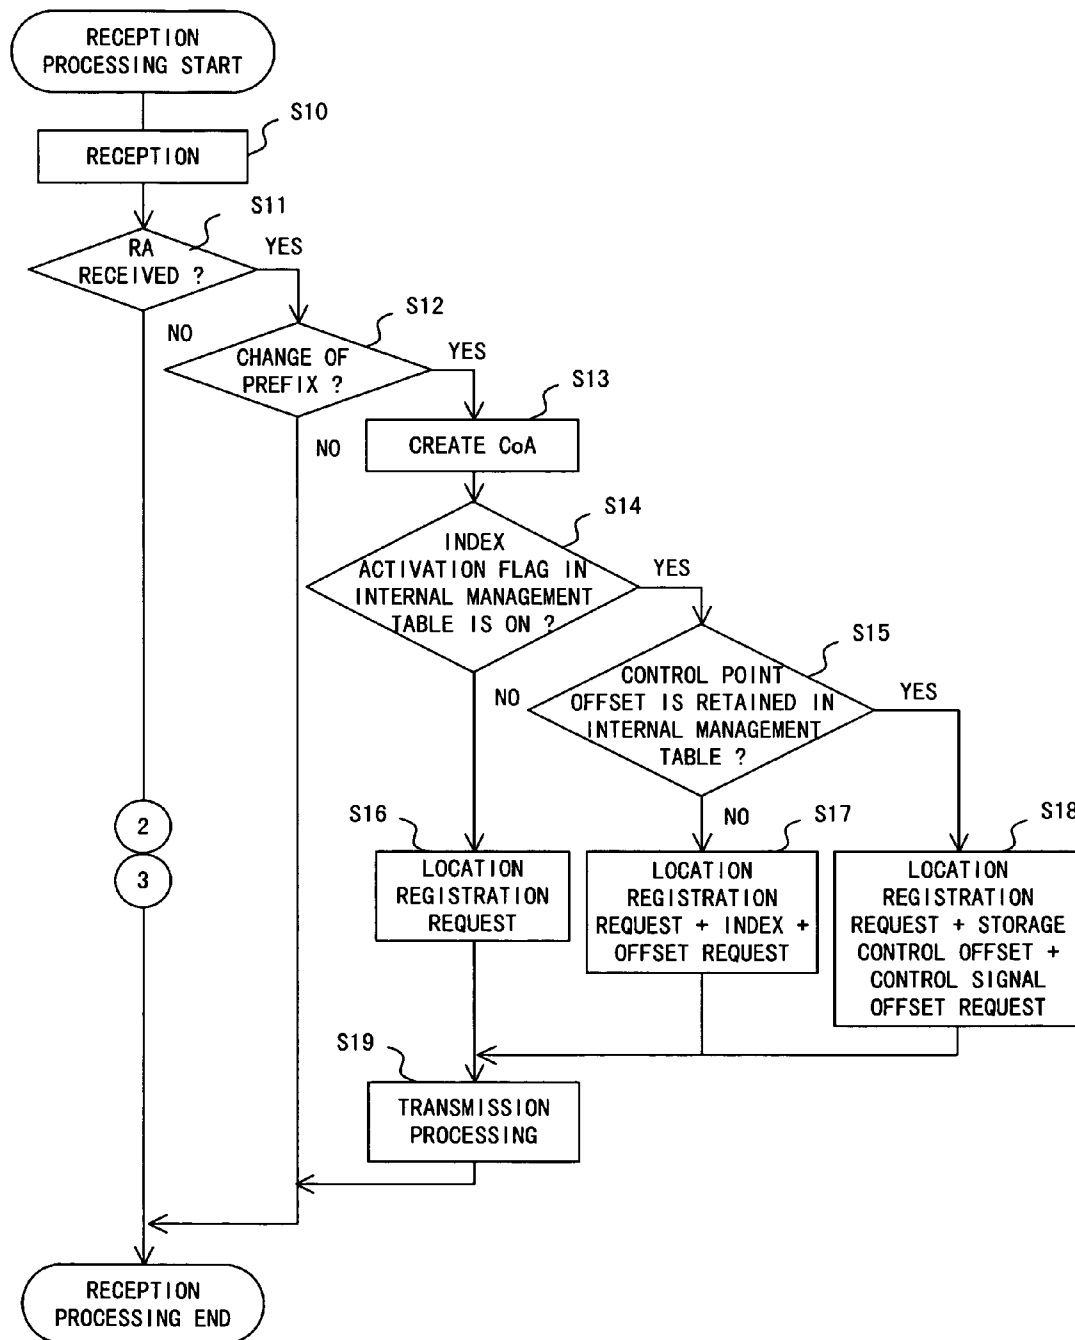 RECEPTION
PROCESSING START
S10
RECEPTION
S11
RA
RECEIVED ?
YES
NO
S12
CHANGE OF
PREFIX ?
YES
NO
S13
CREATE CoA
S14
INDEX
ACTIVATION FLAG IN
INTERNAL MANAGEMENT
TABLE IS ON ?
YES
NO
S15
CONTROL POINT
OFFSET IS RETAINED IN
INTERNAL MANAGEMENT
TABLE ?
YES
NO
2
3
S16
LOCATION
REGISTRATION
REQUEST
S17
LOCATION
REGISTRATION
REQUEST + INDEX +
OFFSET REQUEST
S18
LOCATION
REGISTRATION
REQUEST + STORAGE
CONTROL OFFSET +
CONTROL SIGNAL
OFFSET REQUEST
S19
TRANSMISSION
PROCESSING
RECEPTION
PROCESSING END